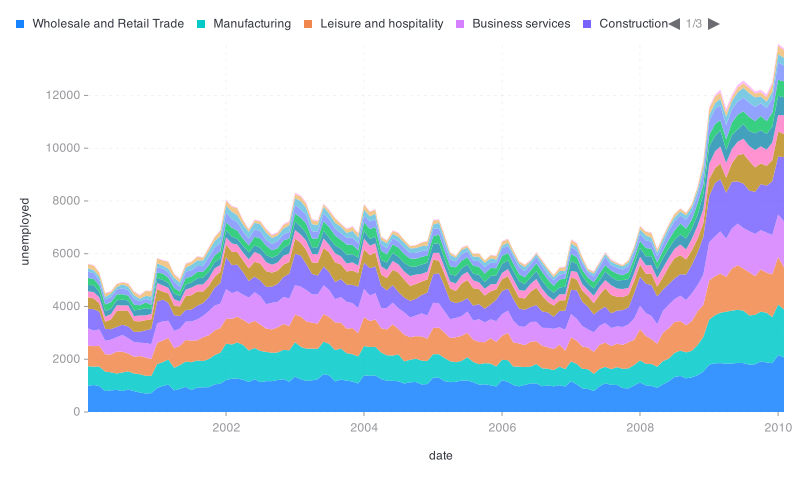 Wholesale and Retail Trade Manufacturing Leisure and hospitality Business services Construction 1/3
12000
10000
8000
6000
4000
2000
0
unemployed
2002 2004 2006 2008 2010
date